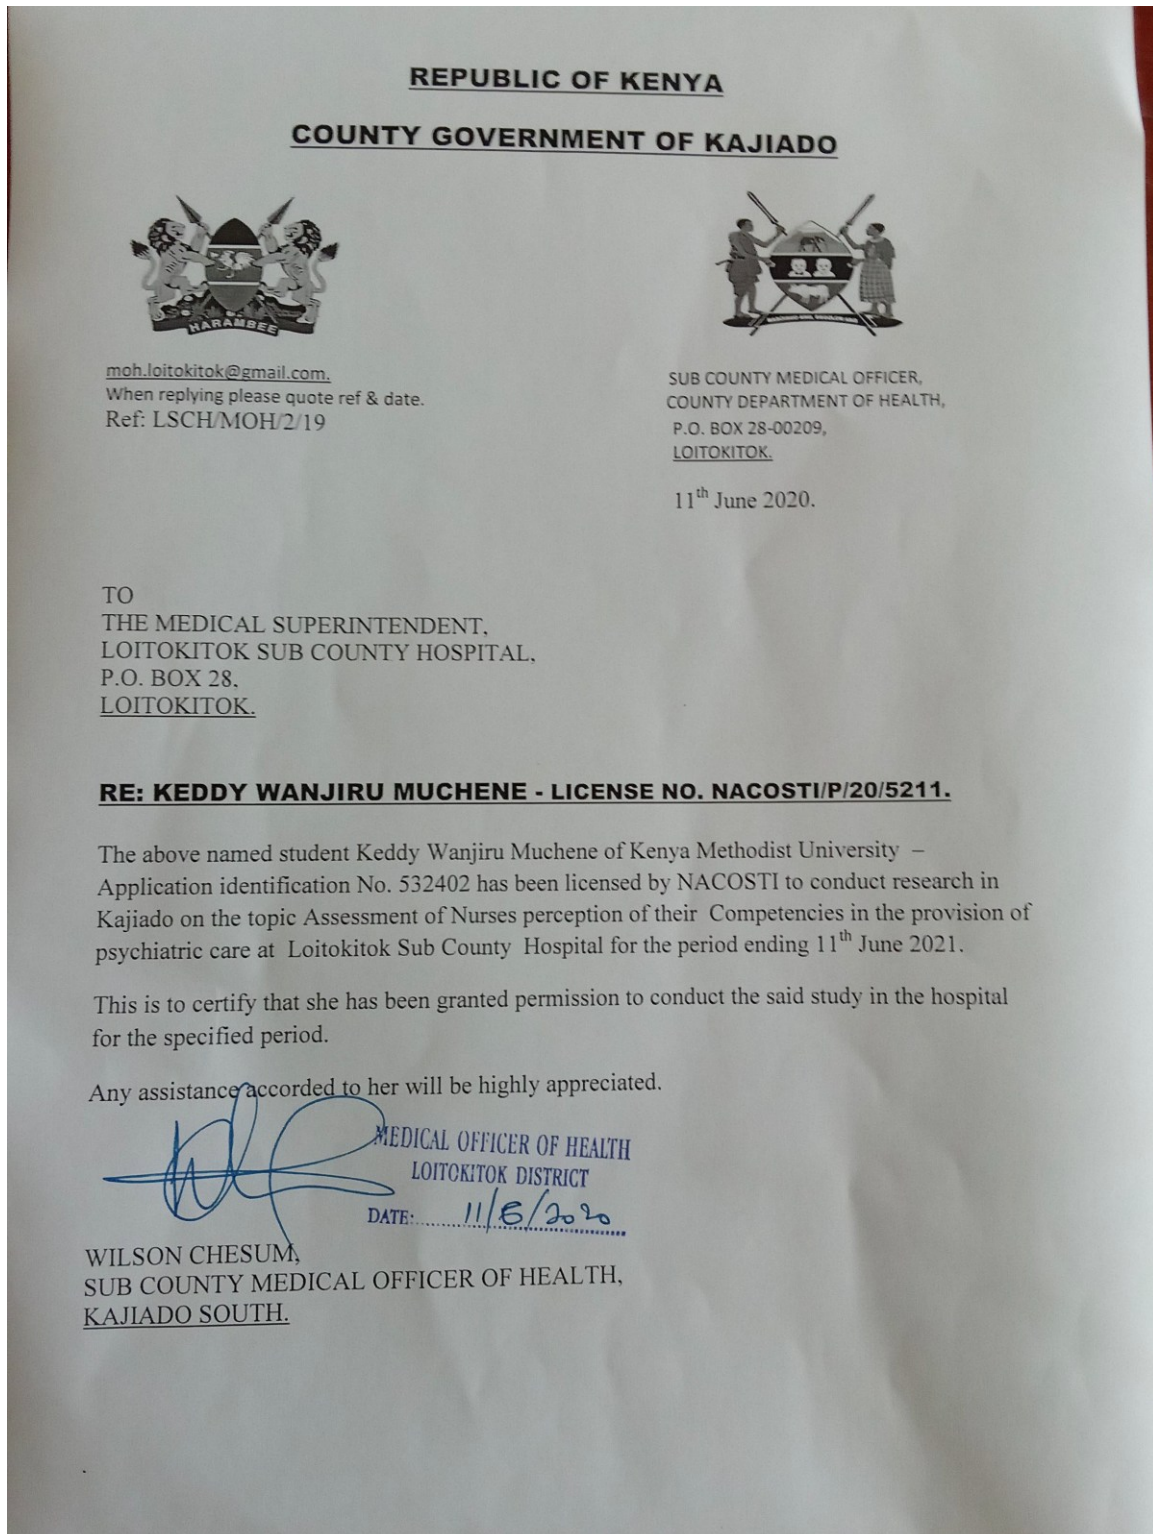 REPUBLIC OF KENYA
COUNTY GOVERNMENT OF KAJIADO
HARAMBEE
moh.loitokitok@gmail.com.
When replying please quote ref & date.
Ref: LSCH/MOH/2/19
SUB COUNTY MEDICAL OFFICER,
COUNTY DEPARTMENT OF HEALTH,
P.O. BOX 28-00209,
LOITOKITOK.
11th June 2020.
TO
THE MEDICAL SUPERINTENDENT,
LOITOKITOK SUB COUNTY HOSPITAL,
P.O. BOX 28,
LOITOKITOK.
RE: KEDDY WANJIRU MUCHENE - LICENSE NO. NACOSTI/P/20/5211.
The above named student Keddy Wanjiru Muchene of Kenya Methodist University –
Application identification No. 532402 has been licensed by NACOSTI to conduct research in
Kajiado on the topic Assessment of Nurses perception of their Competencies in the provision of
psychiatric care at Loitokitok Sub County Hospital for the period ending 11th June 2021.
This is to certify that she has been granted permission to conduct the said study in the hospital
for the specified period.
Any assistance accorded to her will be highly appreciated.
MEDICAL OFFICER OF HEALTH
LOITOKITOK DISTRICT
DATE: 11/6/2020
WILSON CHESUM,
SUB COUNTY MEDICAL OFFICER OF HEALTH,
KAJIADO SOUTH.